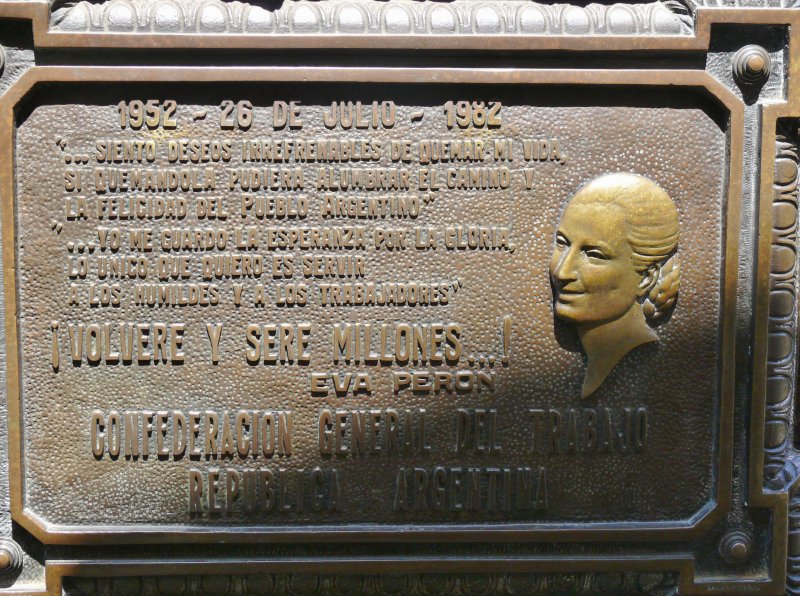 1952 - 26 DE JULIO - 1982
"... SIENTO DESEOS IRREFRENABLES DE QUEMAR MI VIDA,
SI QUEMANDOLA PUDIERA ALUMBRAR EL CAMINO Y
LA FELICIDAD DEL PUEBLO ARGENTINO"
"...YO ME GUARDO LA ESPERANZA POR LA GLORIA,
LO UNICO QUE QUIERO ES SERVIR
A LOS HUMILDES Y A LOS TRABAJADORES"
¡VOLVERE Y SERE MILLONES...!
EVA PERON
CONFEDERACION GENERAL DEL TRABAJO
REPUBLICA ARGENTINA